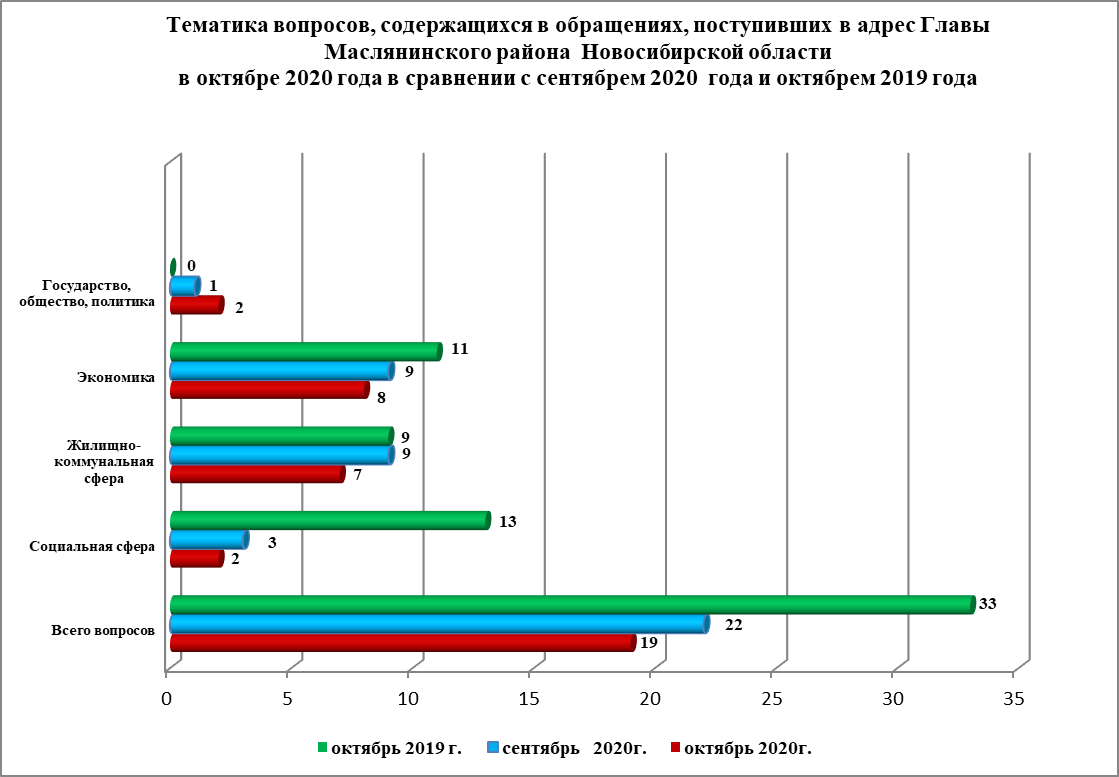 Тематика вопросов, содержащихся в обращениях, поступивших в адрес Главы
Маслянинского района Новосибирской области
в октябре 2020 года в сравнении с сентябрем 2020 года и октябрем 2019 года
Государство,
общество, политика
0
1
2
Экономика
11
9
8
Жилищно-
коммунальная
сфера
9
9
7
Социальная сфера
13
3
2
Всего вопросов
33
22
19
0 5 10 15 20 25 30 35
октябрь 2019 г. сентябрь 2020г. октябрь 2020г.